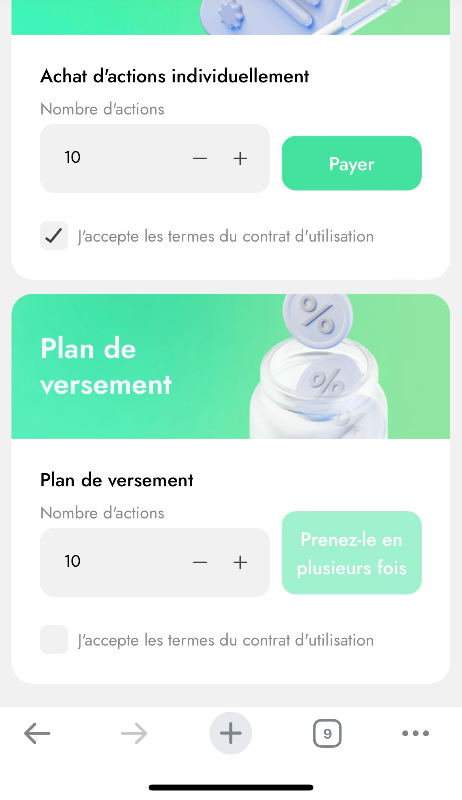 Achat d'actions individuellement
Nombre d'actions
10
Payer
J'accepte les termes du contrat d'utilisation
Plan de
versement
%
%
%
Plan de versement
Nombre d'actions
10
Prenez-le en
plusieurs fois
J'accepte les termes du contrat d'utilisation
9